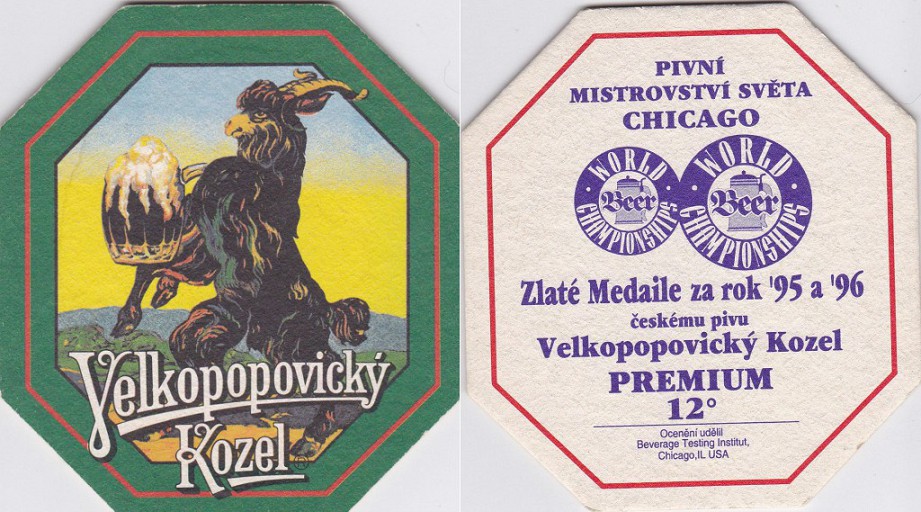 Velkopopovický
Kozel ®
PIVNÍ
MISTROVSTVÍ SVĚTA
CHICAGO
WORLD
Beer
CHAMPIONSHIPS
WORLD
Beer
CHAMPIONSHIPS
Zlaté Medaile za rok '95 a '96
českému pivu
Velkopopovický Kozel
PREMIUM
12°
Ocenění udělil
Beverage Testing Institut,
Chicago,IL USA